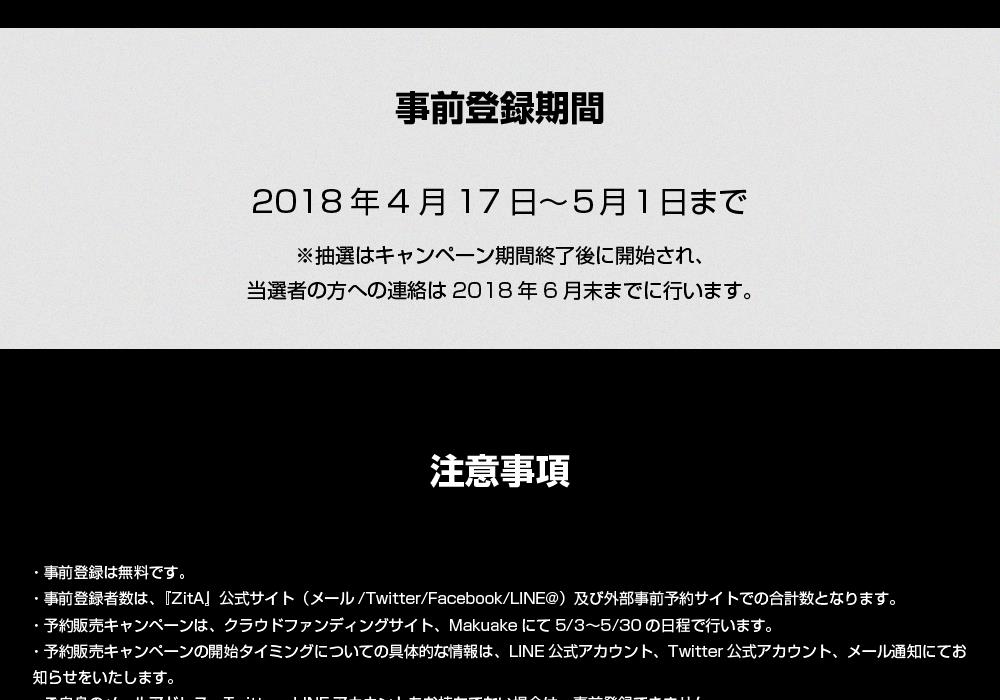 事前登録期間
2018年4月17日～5月1日まで
※抽選はキャンペーン期間終了後に開始され、
当選者の方への連絡は2018年6月末までに行います。
注意事項
・事前登録は無料です。
・事前登録者数は、『ZitA』公式サイト（メール/Twitter/Facebook/LINE@）及び外部事前予約サイトでの合計数となります。
・予約販売キャンペーンは、クラウドファンディングサイト、Makuakeにて5/3～5/30の日程で行います。
・予約販売キャンペーンの開始タイミングについての具体的な情報は、LINE公式アカウント、Twitter公式アカウント、メール通知にてお
知らせをいたします。